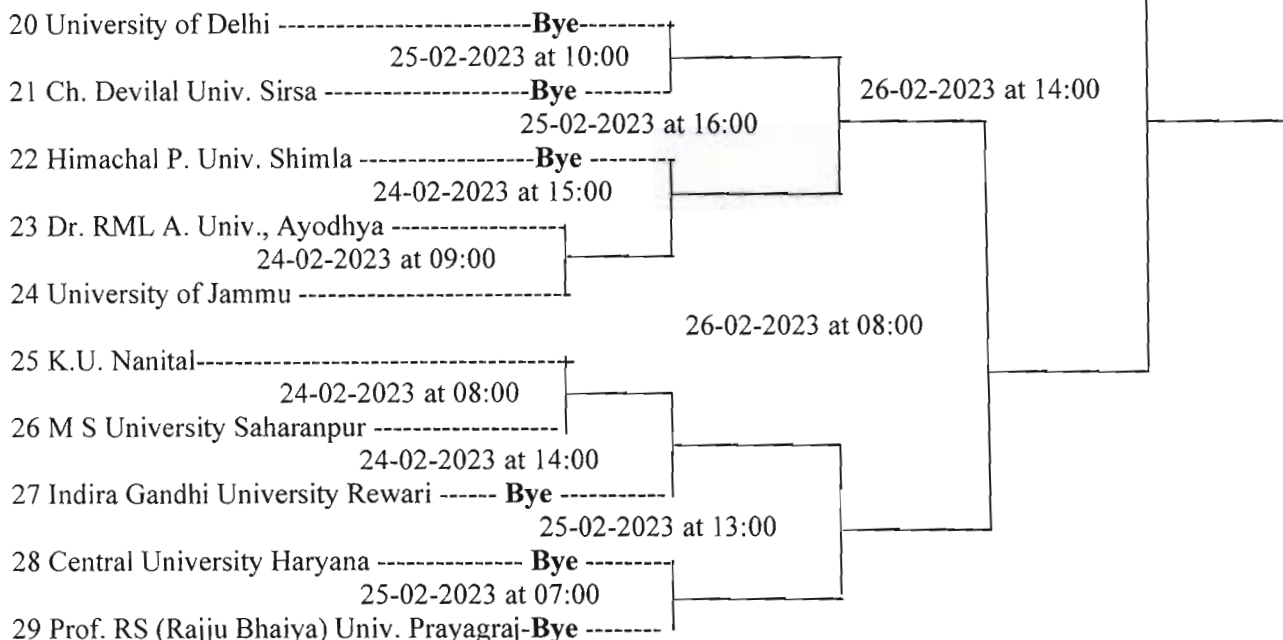 20 University of Delhi -------------------------Bye---------
25-02-2023 at 10:00
21 Ch. Devilal Univ. Sirsa --------------------Bye --------
26-02-2023 at 14:00
25-02-2023 at 16:00
22 Himachal P. Univ. Shimla -----------------Bye --------
24-02-2023 at 15:00
23 Dr. RML A. Univ., Ayodhya -----------------
24-02-2023 at 09:00
24 University of Jammu --------------------------
26-02-2023 at 08:00
25 K.U. Nanital-------------------------------------
24-02-2023 at 08:00
26 M S University Saharanpur ------------------
24-02-2023 at 14:00
27 Indira Gandhi University Rewari ------ Bye -----------
25-02-2023 at 13:00
28 Central University Haryana --------------- Bye ---------
25-02-2023 at 07:00
29 Prof. RS (Rajju Bhaiya) Univ. Prayagraj-Bye --------